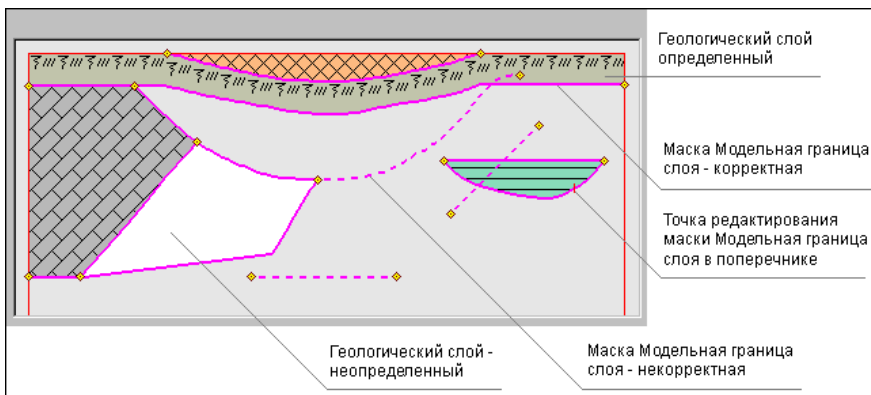 Геологический слой
определенный
Маска Модельная граница
слоя - корректная
Точка редактирования
маски Модельная граница
слоя в поперечнике
Геологический слой -
неопределенный
Маска Модельная граница
слоя - некорректная